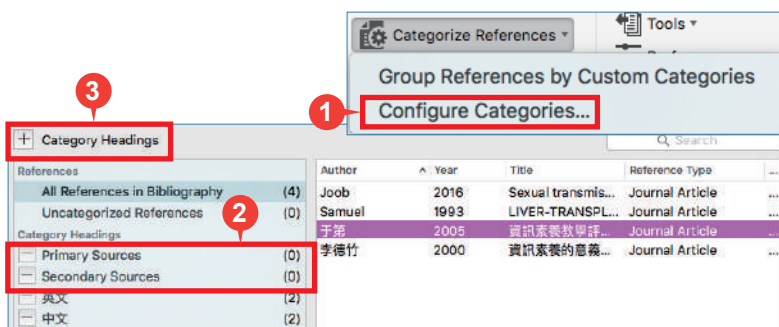 Categorize References
Tools
Group References by Custom Categories
1
Configure Categories...
3
+ Category Headings
Search
References
All References in Bibliography (4)
Uncategorized References (0)
2
Category Headings
Primary Sources (0)
Secondary Sources (0)
英文 (2)
中文 (2)
Author Year Title Reference Type ...
Joob 2016 Sexual transmis... Journal Article ...
Samuel 1993 LIVER-TRANSPL... Journal Article ...
于第 2005 資訊素養教學評... Journal Article ...
李德竹 2000 資訊素養的意義... Journal Article ...